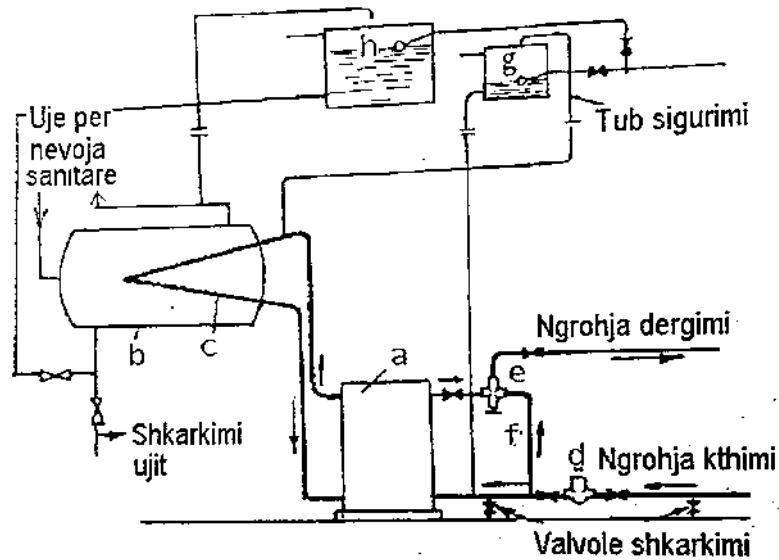 h
g
Uje per
nevoja
sanitare
Tub sigurimi
b
c
a
Ngrohja dergimi
e
f
Shkarkimi
ujit
d
Ngrohja kthimi
Valvole shkarkimi